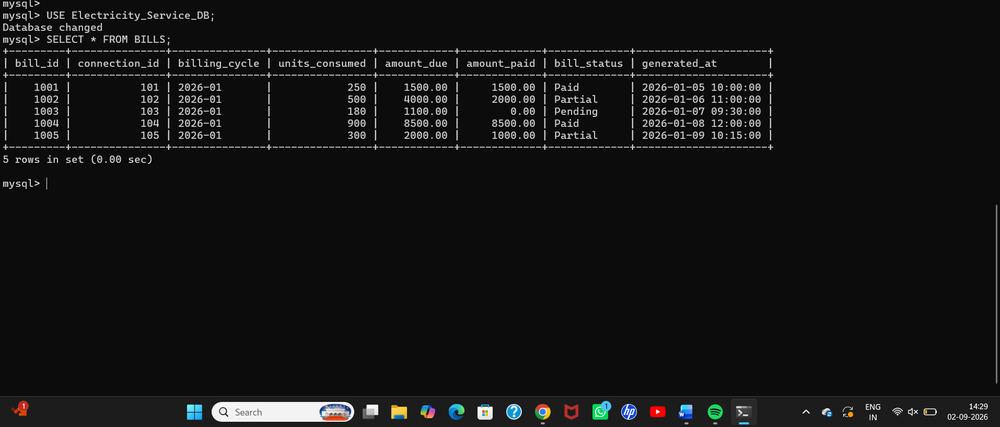 mysql>
mysql> USE Electricity_Service_DB;
Database changed
mysql> SELECT * FROM BILLS;
+---------+---------------+---------------+----------------+------------+-------------+-------------+---------------------+
| bill_id | connection_id | billing_cycle | units_consumed | amount_due | amount_paid | bill_status | generated_at        |
+---------+---------------+---------------+----------------+------------+-------------+-------------+---------------------+
|    1001 |           101 | 2026-01       |            250 |    1500.00 |     1500.00 | Paid        | 2026-01-05 10:00:00 |
|    1002 |           102 | 2026-01       |            500 |    4000.00 |     2000.00 | Partial     | 2026-01-06 11:00:00 |
|    1003 |           103 | 2026-01       |            180 |    1100.00 |        0.00 | Pending     | 2026-01-07 09:30:00 |
|    1004 |           104 | 2026-01       |            900 |    8500.00 |     8500.00 | Paid        | 2026-01-08 12:00:00 |
|    1005 |           105 | 2026-01       |            300 |    2000.00 |     1000.00 | Partial     | 2026-01-09 10:15:00 |
+---------+---------------+---------------+----------------+------------+-------------+-------------+---------------------+
5 rows in set (0.00 sec)
mysql>
1
Search
?
1
hp
W
ENG
IN
14:29
02-09-2026